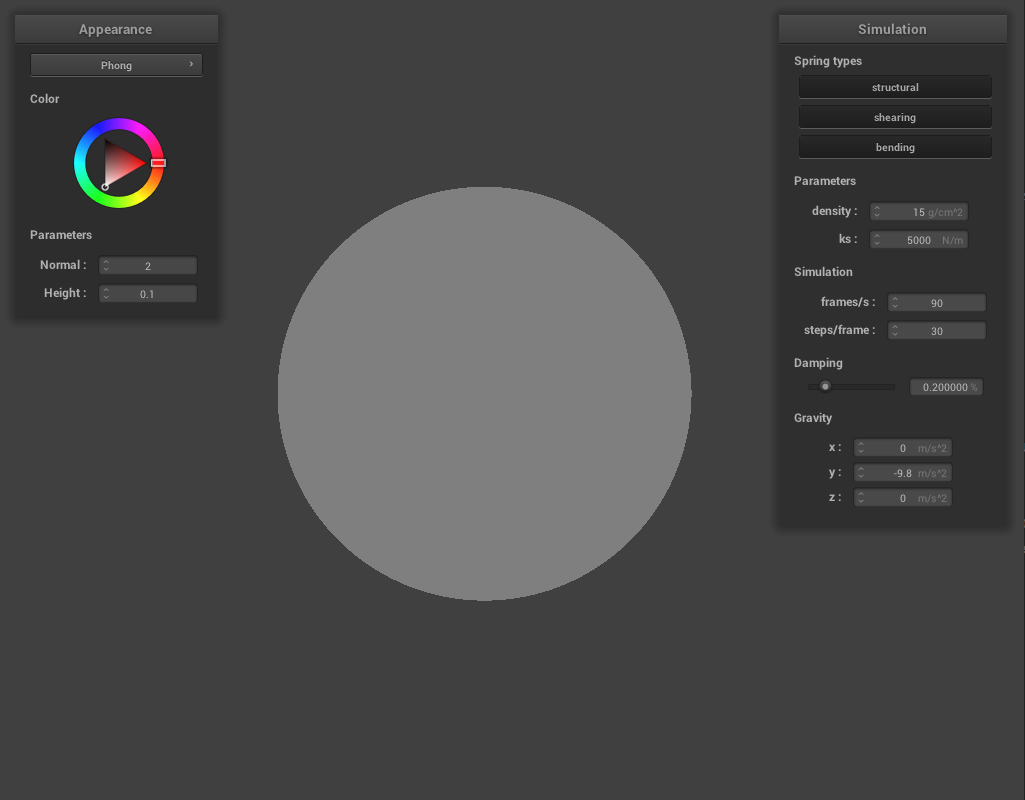 Appearance
Phong
Color
Parameters
Normal : 2
Height : 0.1
Simulation
Spring types
structural
shearing
bending
Parameters
density : 15 g/cm^2
ks : 5000 N/m
Simulation
frames/s : 90
steps/frame : 30
Damping
0.200000 %
Gravity
x : 0 m/s^2
y : -9.8 m/s^2
z : 0 m/s^2